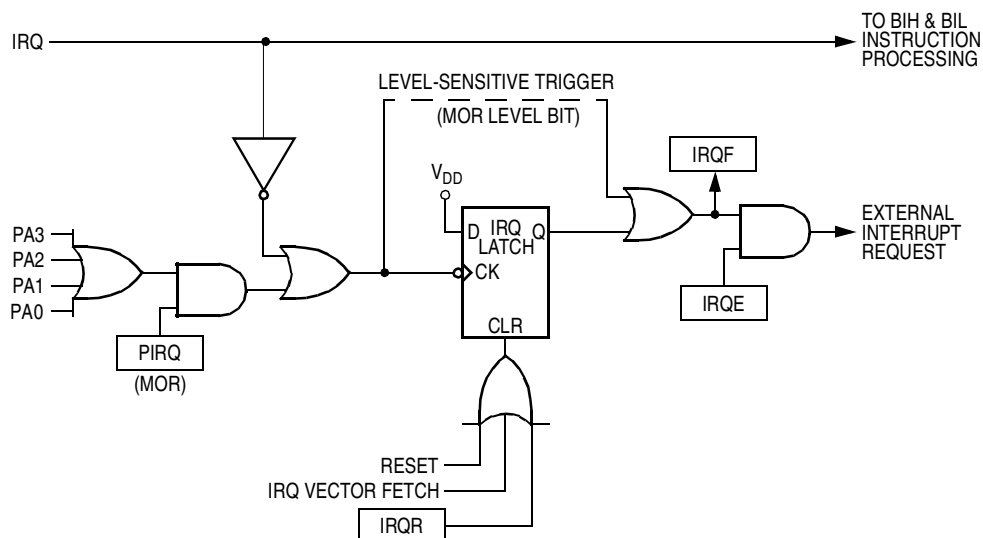 IRQ
TO BIH & BIL
INSTRUCTION
PROCESSING
LEVEL-SENSITIVE TRIGGER
(MOR LEVEL BIT)
IRQF
VDD
D
IRQ
LATCH
Q
CK
CLR
EXTERNAL
INTERRUPT
REQUEST
PA3
PA2
PA1
PA0
PIRQ
(MOR)
IRQE
RESET
IRQ VECTOR FETCH
IRQR